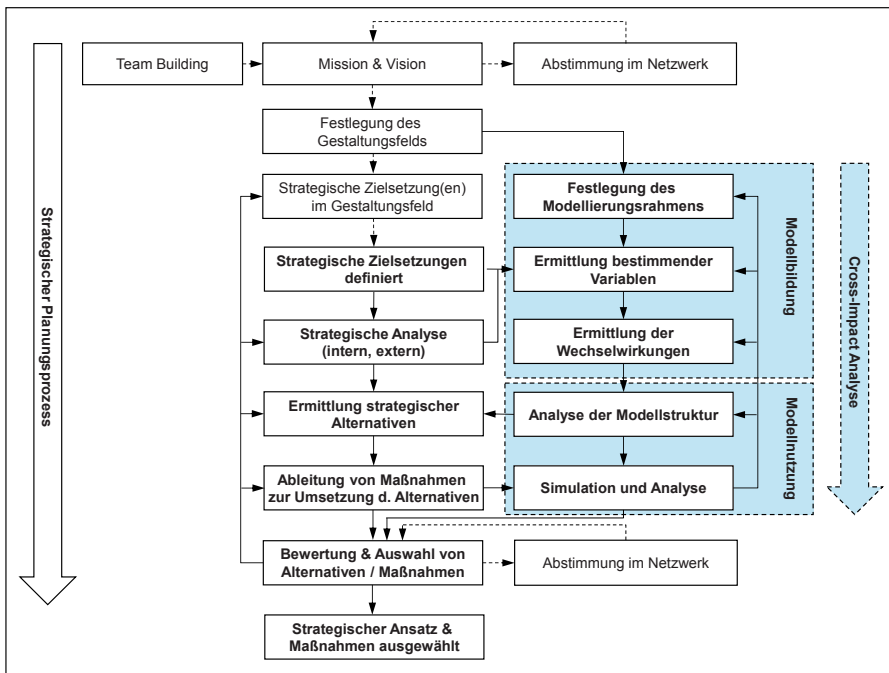 Team Building
Mission & Vision
Abstimmung im Netzwerk
Festlegung des
Gestaltungsfelds
Strategische Zielsetzung(en)
im Gestaltungsfeld
Festlegung des
Modellierungsrahmens
Strategische Zielsetzungen
definiert
Ermittlung bestimmender
Variablen
Strategische Analyse
(intern, extern)
Ermittlung der
Wechselwirkungen
Ermittlung strategischer
Alternativen
Analyse der Modellstruktur
Ableitung von Maßnahmen
zur Umsetzung d. Alternativen
Simulation und Analyse
Bewertung & Auswahl von
Alternativen / Maßnahmen
Abstimmung im Netzwerk
Strategischer Ansatz &
Maßnahmen ausgewählt
Strategischer Planungsprozess
Modellbildung
Modellnutzung
Cross-Impact Analyse